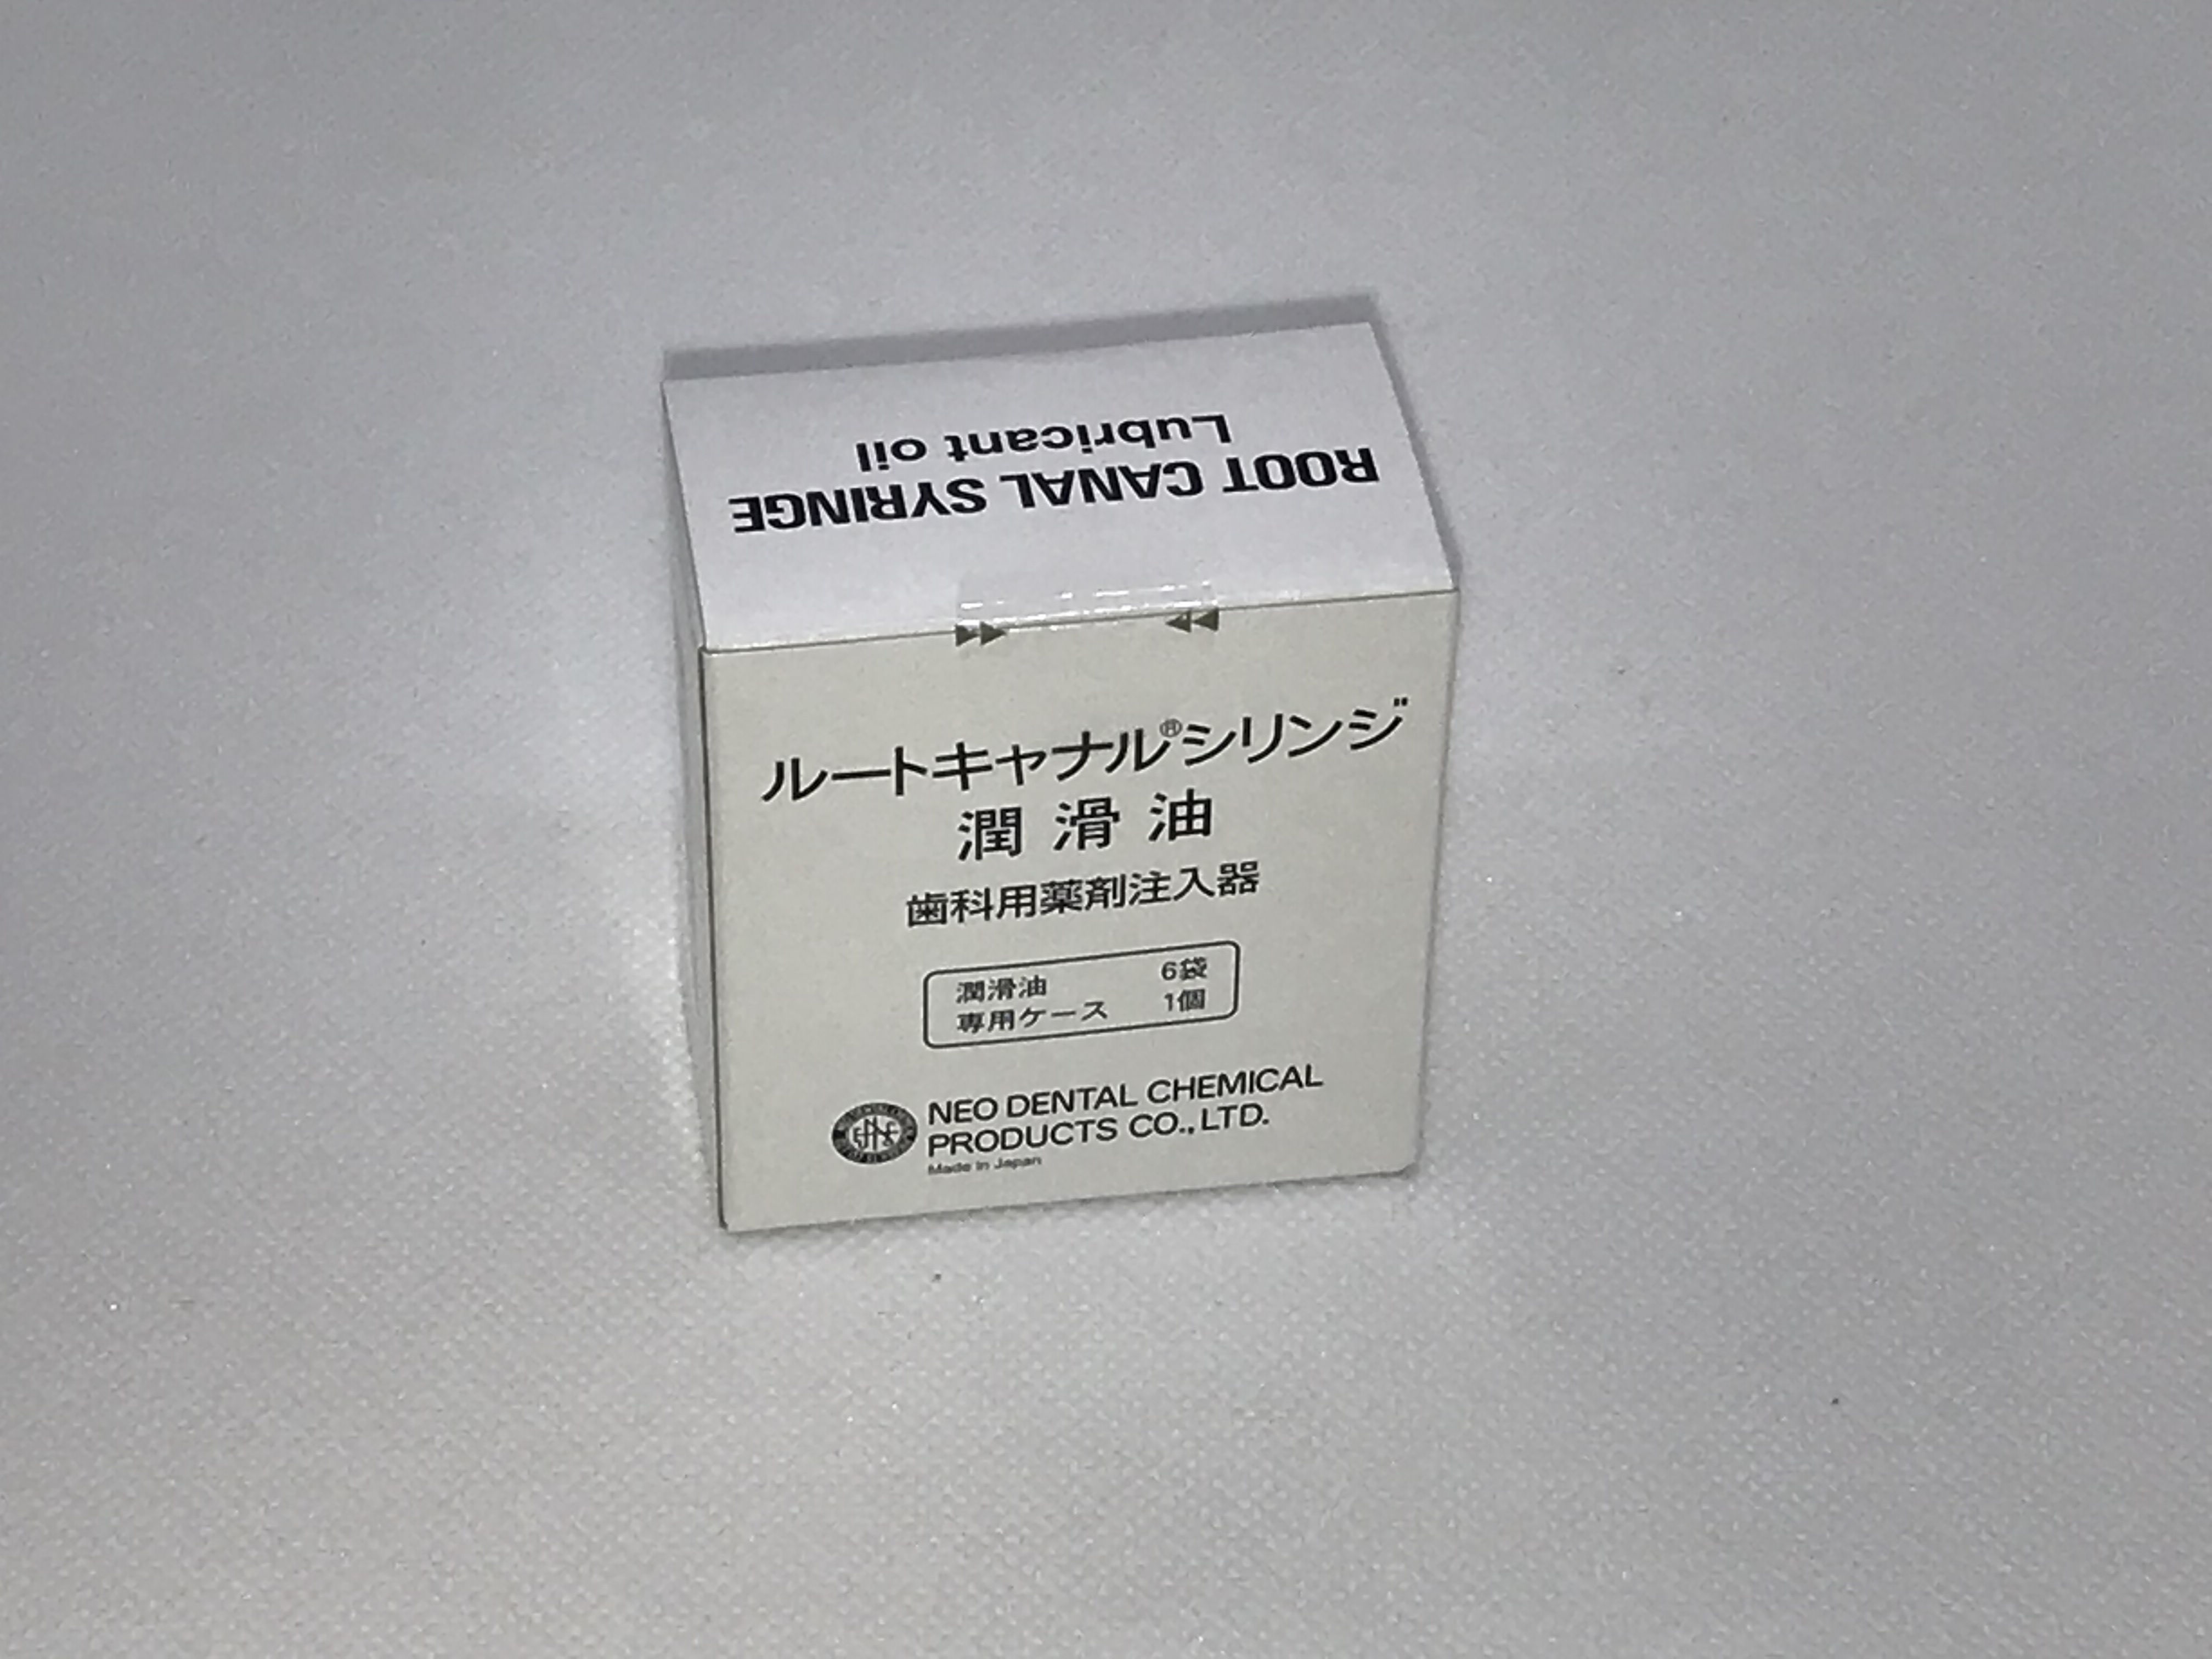 ROOT CANAL SYRINGE
Lubricant oil
ルートキャナル®シリンジ
潤滑油
歯科用薬剤注入器
潤滑油 6袋
専用ケース 1個
NEO DENTAL CHEMICAL
PRODUCTS CO., LTD.
Made in Japan